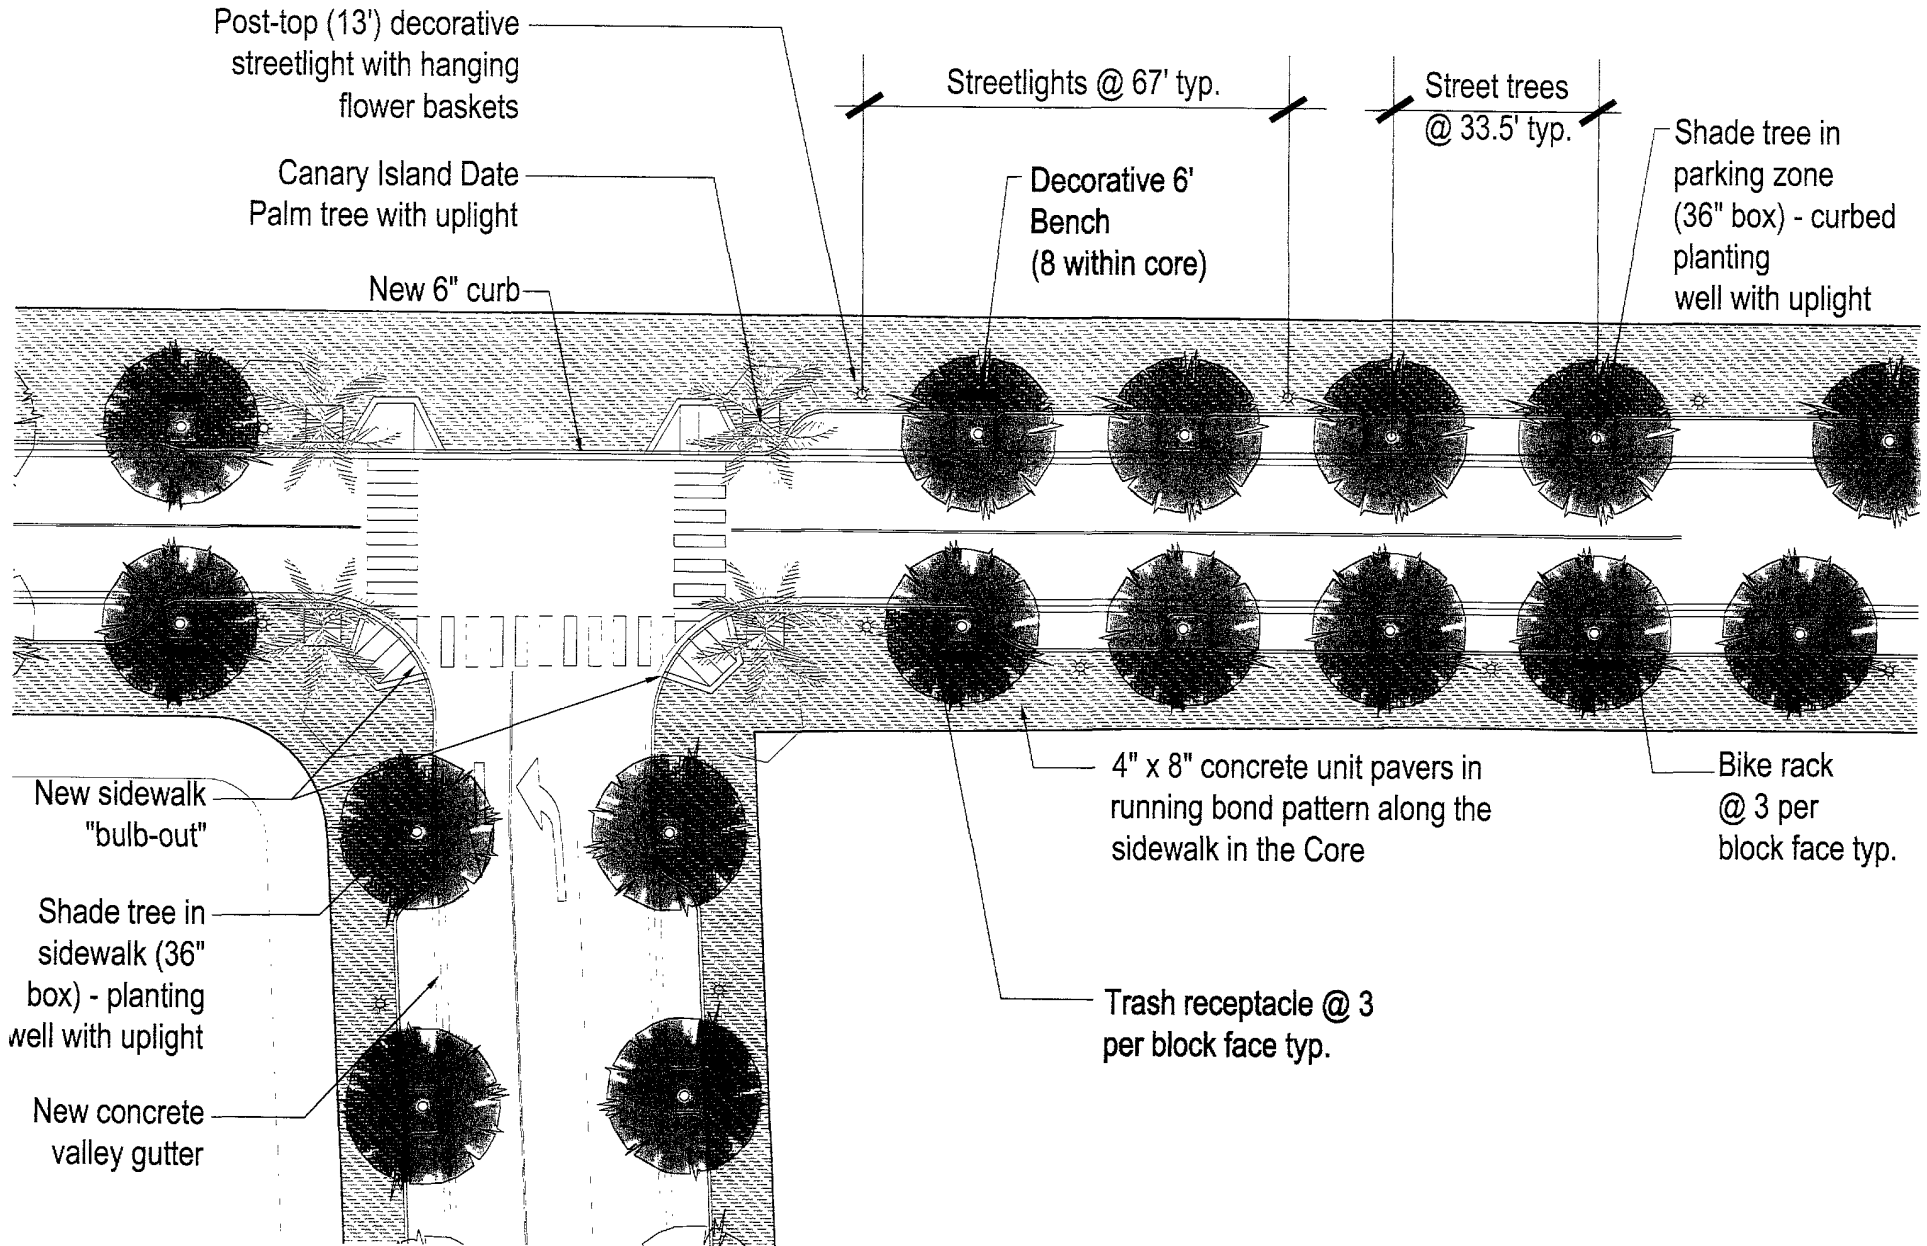 Post-top (13') decorative
streetlight with hanging
flower baskets
Streetlights @ 67' typ.
Street trees
@ 33.5' typ.
Shade tree in
parking zone
(36" box) - curbed
planting
well with uplight
Canary Island Date
Palm tree with uplight
Decorative 6'
Bench
(8 within core)
New 6" curb
New sidewalk
"bulb-out"
4" x 8" concrete unit pavers in
running bond pattern along the
sidewalk in the Core
Bike rack
@ 3 per
block face typ.
Shade tree in
sidewalk (36"
box) - planting
well with uplight
Trash receptacle @ 3
per block face typ.
New concrete
valley gutter